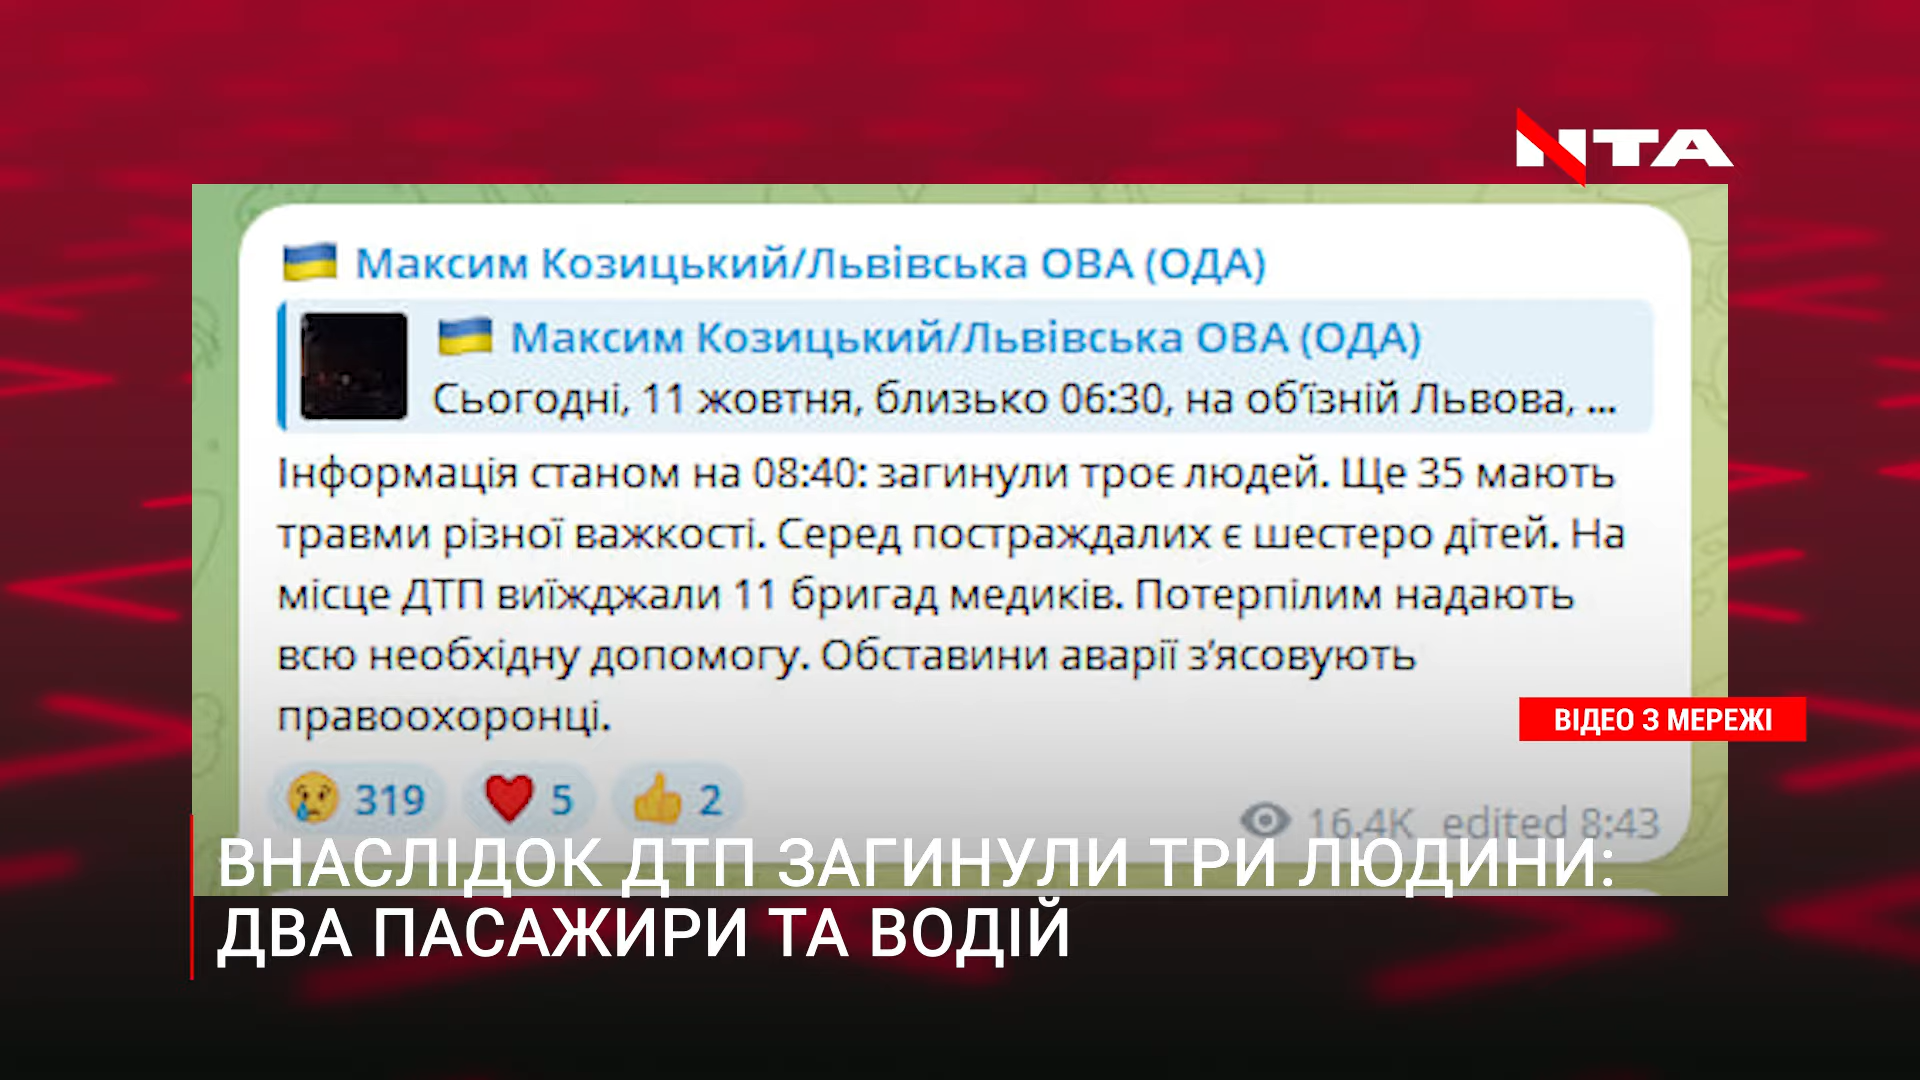 NTA
Максим Козицький/Львівська ОВА (ОДА)
Максим Козицький/Львівська ОВА (ОДА)
Сьогодні, 11 жовтня, близько 06:30, на об'їзній Львова, ...
Інформація станом на 08:40: загинули троє людей. Ще 35 мають
травми різної важкості. Серед постраждалих є шестеро дітей. На
місце ДТП виїжджали 11 бригад медиків. Потерпілим надають
всю необхідну допомогу. Обставини аварії з’ясовують
правоохоронці.
ВІДЕО З МЕРЕЖІ
319 5 2
16.4K edited 8:43
ВНАСЛІДОК ДТП ЗАГИНУЛИ ТРИ ЛЮДИНИ:
ДВА ПАСАЖИРИ ТА ВОДІЙ